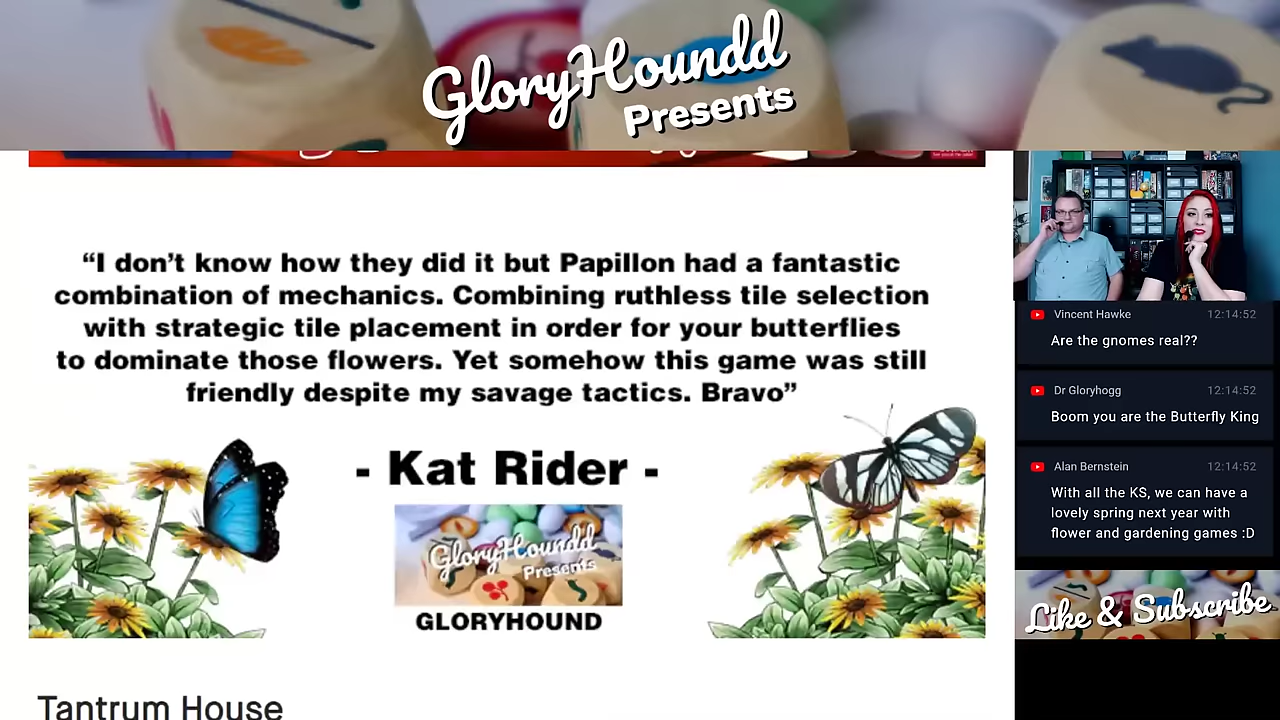 GloryHoundd
Presents
“I don’t know how they did it but Papillon had a fantastic
combination of mechanics. Combining ruthless tile selection
with strategic tile placement in order for your butterflies
to dominate those flowers. Yet somehow this game was still
friendly despite my savage tactics. Bravo”
- Kat Rider -
GloryHoundd
Presents
GLORYHOUND
Tantrum House
Vincent Hawke 12:14:52
Are the gnomes real??
Dr Gloryhogg 12:14:52
Boom you are the Butterfly King
Alan Bernstein 12:14:52
With all the KS, we can have a
lovely spring next year with
flower and gardening games :D
Like & Subscribe